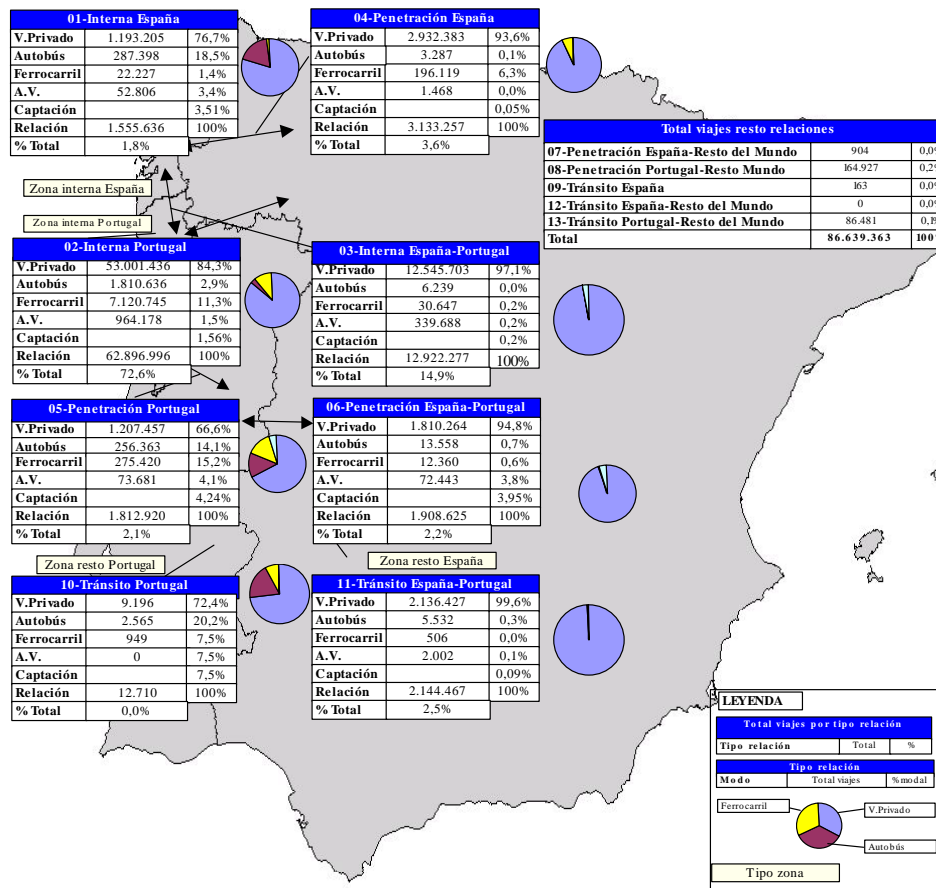 01-Interna España
V.Privado 1.193.205 76,7%
Autobús 287.398 18,5%
Ferrocarril 22.227 1,4%
A.V. 52.806 3,4%
Captación 3,51%
Relación 1.555.636 100%
% Total 1,8%
04-Penetración España
V.Privado 2.932.383 93,6%
Autobús 3.287 0,1%
Ferrocarril 196.119 6,3%
A.V. 1.468 0,0%
Captación 0,05%
Relación 3.133.257 100%
% Total 3,6%
Total viajes resto relaciones
07-Penetración España-Resto del Mundo 904 0,0%
08-Penetración Portugal-Resto Mundo 164.927 0,2%
09-Tránsito España 163 0,0%
12-Tránsito España-Resto del Mundo 0 0,0%
13-Tránsito Portugal-Resto del Mundo 86.481 0,1%
Total 86.639.363 100%
Zona interna España
Zona interna Portugal
02-Interna Portugal
V.Privado 53.001.436 84,3%
Autobús 1.810.636 2,9%
Ferrocarril 7.120.745 11,3%
A.V. 964.178 1,5%
Captación 1,56%
Relación 62.896.996 100%
% Total 72,6%
03-Interna España-Portugal
V.Privado 12.545.703 97,1%
Autobús 6.239 0,0%
Ferrocarril 30.647 0,2%
A.V. 339.688 0,2%
Captación 0,2%
Relación 12.922.277 100%
% Total 14,9%
05-Penetración Portugal
V.Privado 1.207.457 66,6%
Autobús 256.363 14,1%
Ferrocarril 275.420 15,2%
A.V. 73.681 4,1%
Captación 4,24%
Relación 1.812.920 100%
% Total 2,1%
06-Penetración España-Portugal
V.Privado 1.810.264 94,8%
Autobús 13.558 0,7%
Ferrocarril 12.360 0,6%
A.V. 72.443 3,8%
Captación 3,95%
Relación 1.908.625 100%
% Total 2,2%
Zona resto Portugal
Zona resto España
10-Tránsito Portugal
V.Privado 9.196 72,4%
Autobús 2.565 20,2%
Ferrocarril 949 7,5%
A.V. 0 7,5%
Captación 7,5%
Relación 12.710 100%
% Total 0,0%
11-Tránsito España-Portugal
V.Privado 2.136.427 99,6%
Autobús 5.532 0,3%
Ferrocarril 506 0,0%
A.V. 2.002 0,1%
Captación 0,09%
Relación 2.144.467 100%
% Total 2,5%
LEYENDA
Total viajes por tipo relación
Tipo relación Total %
Tipo relación
Modo Total viajes %modal
Ferrocarril
V.Privado
Autobús
Tipo zona